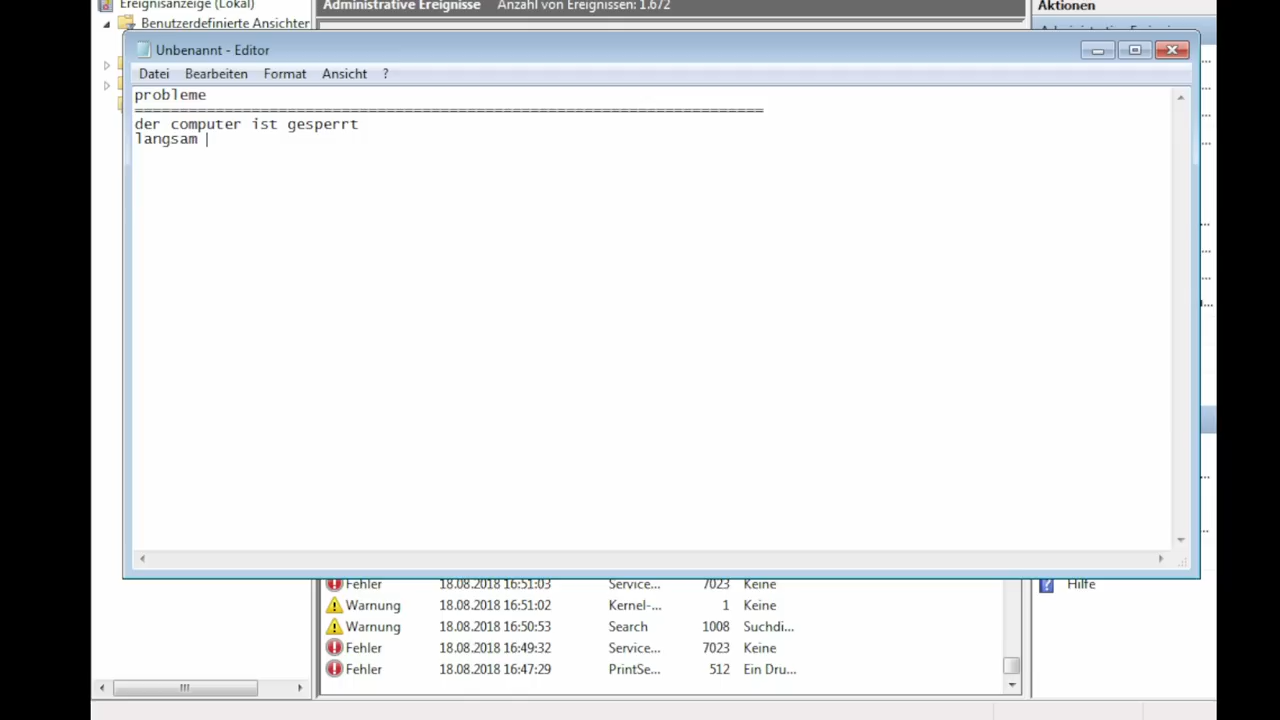 Ereignisanzeige (Lokal)
Administrative Ereignisse Anzahl von Ereignissen: 1.672
Aktionen
Benutzerdefinierte Ansichter
Unbenannt - Editor
Datei Bearbeiten Format Ansicht ?
probleme
======================================================================
der computer ist gesperrt
langsam
Fehler 18.08.2018 16:51:03 Service... 7023 Keine
Hilfe
Warnung 18.08.2018 16:51:02 Kernel-... 1 Keine
Warnung 18.08.2018 16:50:53 Search 1008 Suchdi...
Fehler 18.08.2018 16:49:32 Service... 7023 Keine
Fehler 18.08.2018 16:47:29 PrintSe... 512 Ein Dru...